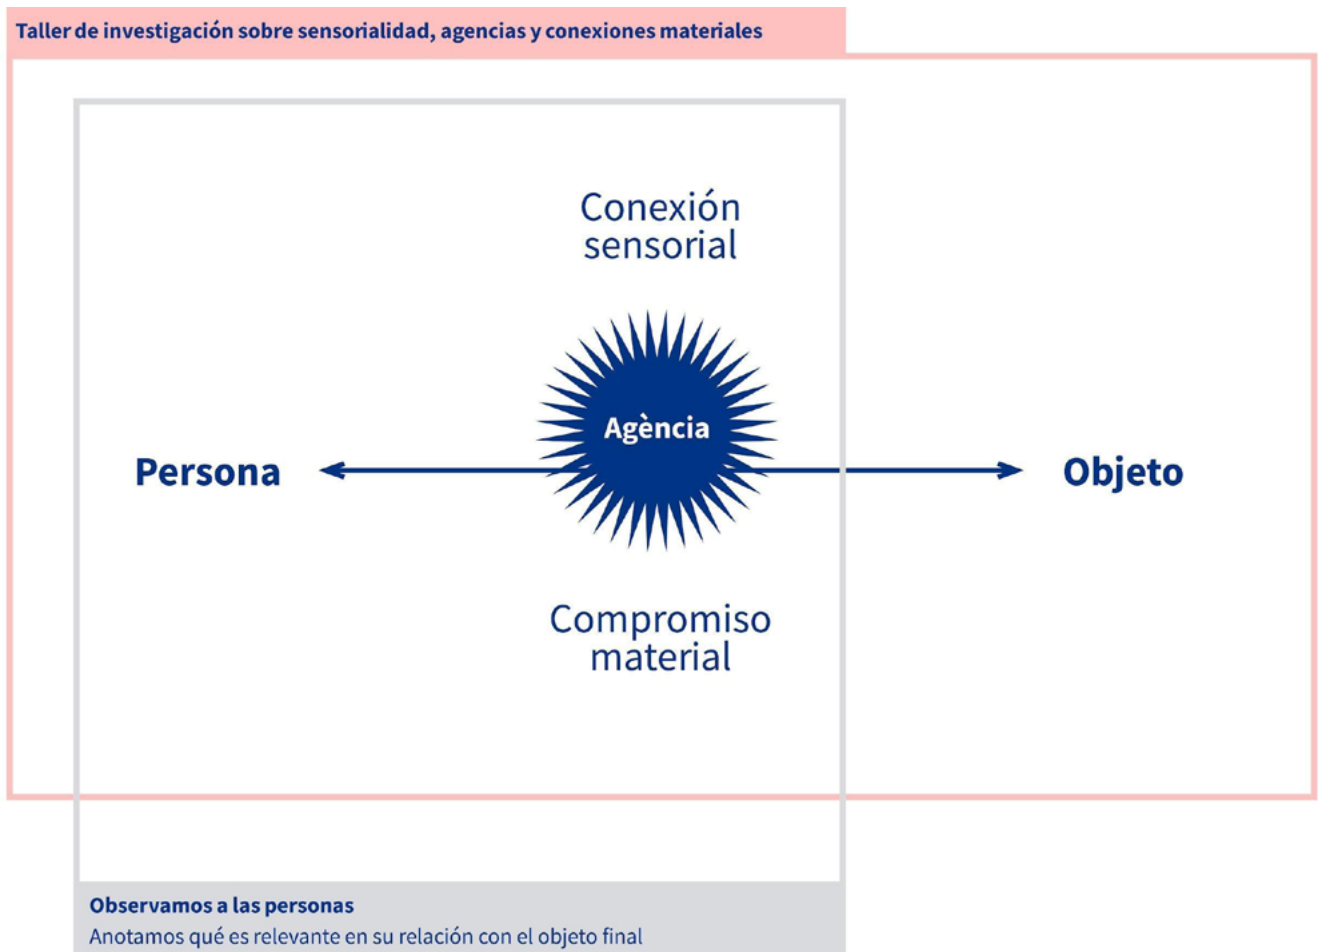 Taller de investigación sobre sensorialidad, agencias y conexiones materiales
Conexión
sensorial
Agència
Persona
Objeto
Compromiso
material
Observamos a las personas
Anotamos qué es relevante en su relación con el objeto final